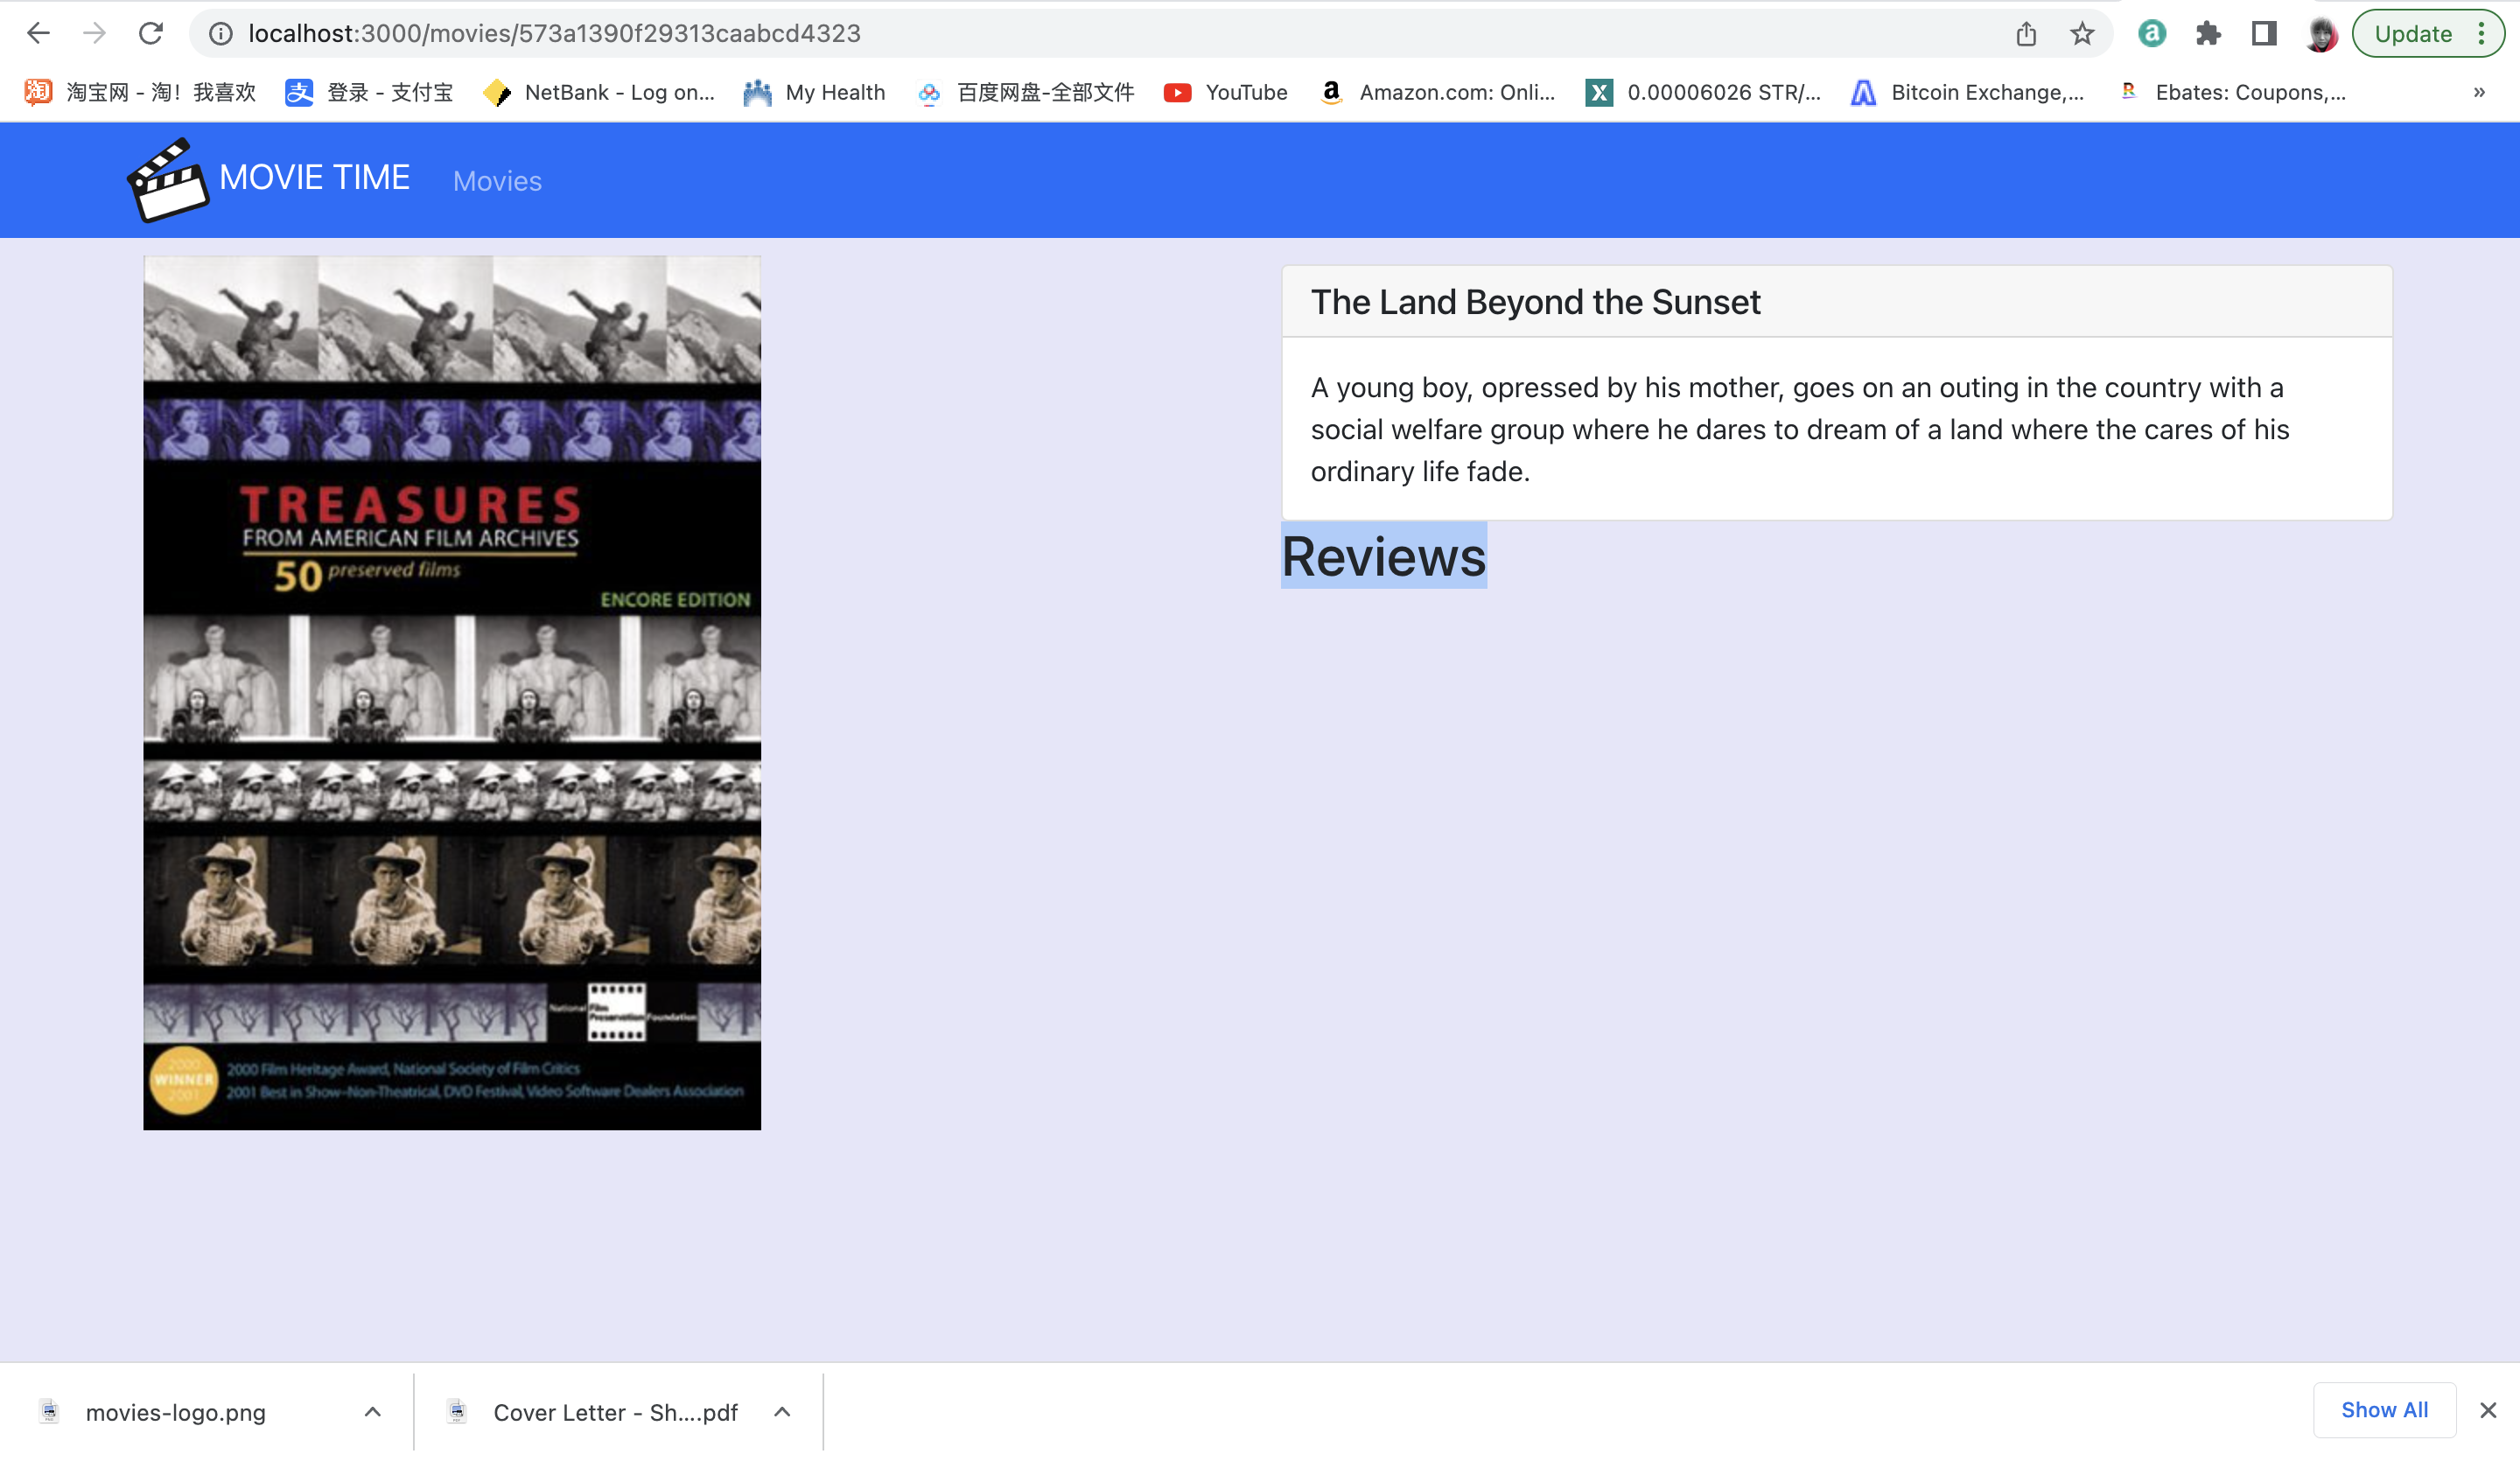 localhost:3000/movies/573a1390f29313caabcd4323
Update
淘宝网 - 淘！我喜欢
登录 - 支付宝
NetBank - Log on...
My Health
百度网盘-全部文件
YouTube
Amazon.com: Onli...
0.00006026 STR/...
Bitcoin Exchange,...
Ebates: Coupons,...
»
MOVIE TIME
Movies
TREASURES
FROM AMERICAN FILM ARCHIVES
50 preserved films
ENCORE EDITION
National Film Preservation Foundation
2000
WINNER
2001
2000 Film Heritage Award, National Society of Film Critics
2001 Best in Show–Non-Theatrical, DVD Festival, Video Software Dealers Association
The Land Beyond the Sunset
A young boy, opressed by his mother, goes on an outing in the country with a
social welfare group where he dares to dream of a land where the cares of his
ordinary life fade.
Reviews
movies-logo.png
Cover Letter - Sh....pdf
Show All